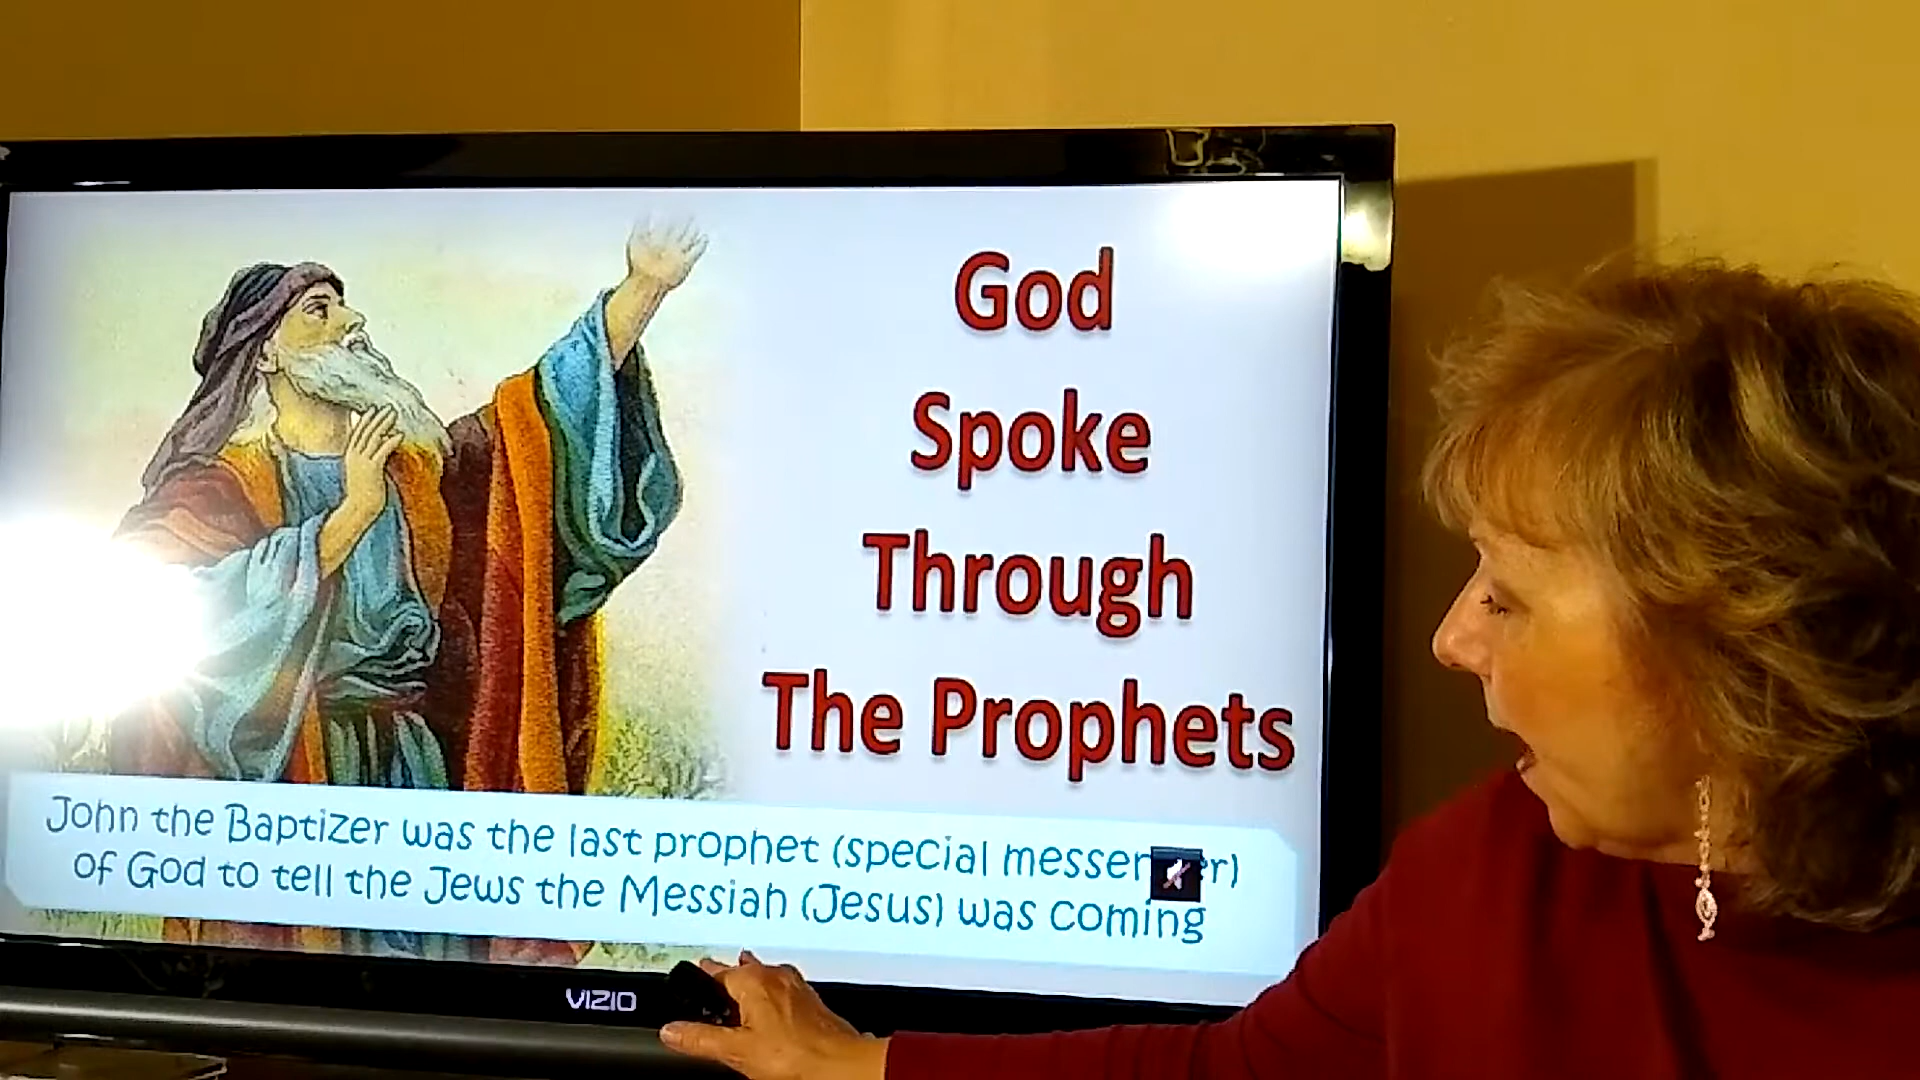 God
Spoke
Through
The Prophets
John the Baptizer was the last prophet (special
of God to tell the Jews the Messiah (Jesus) was coming
VIZIO